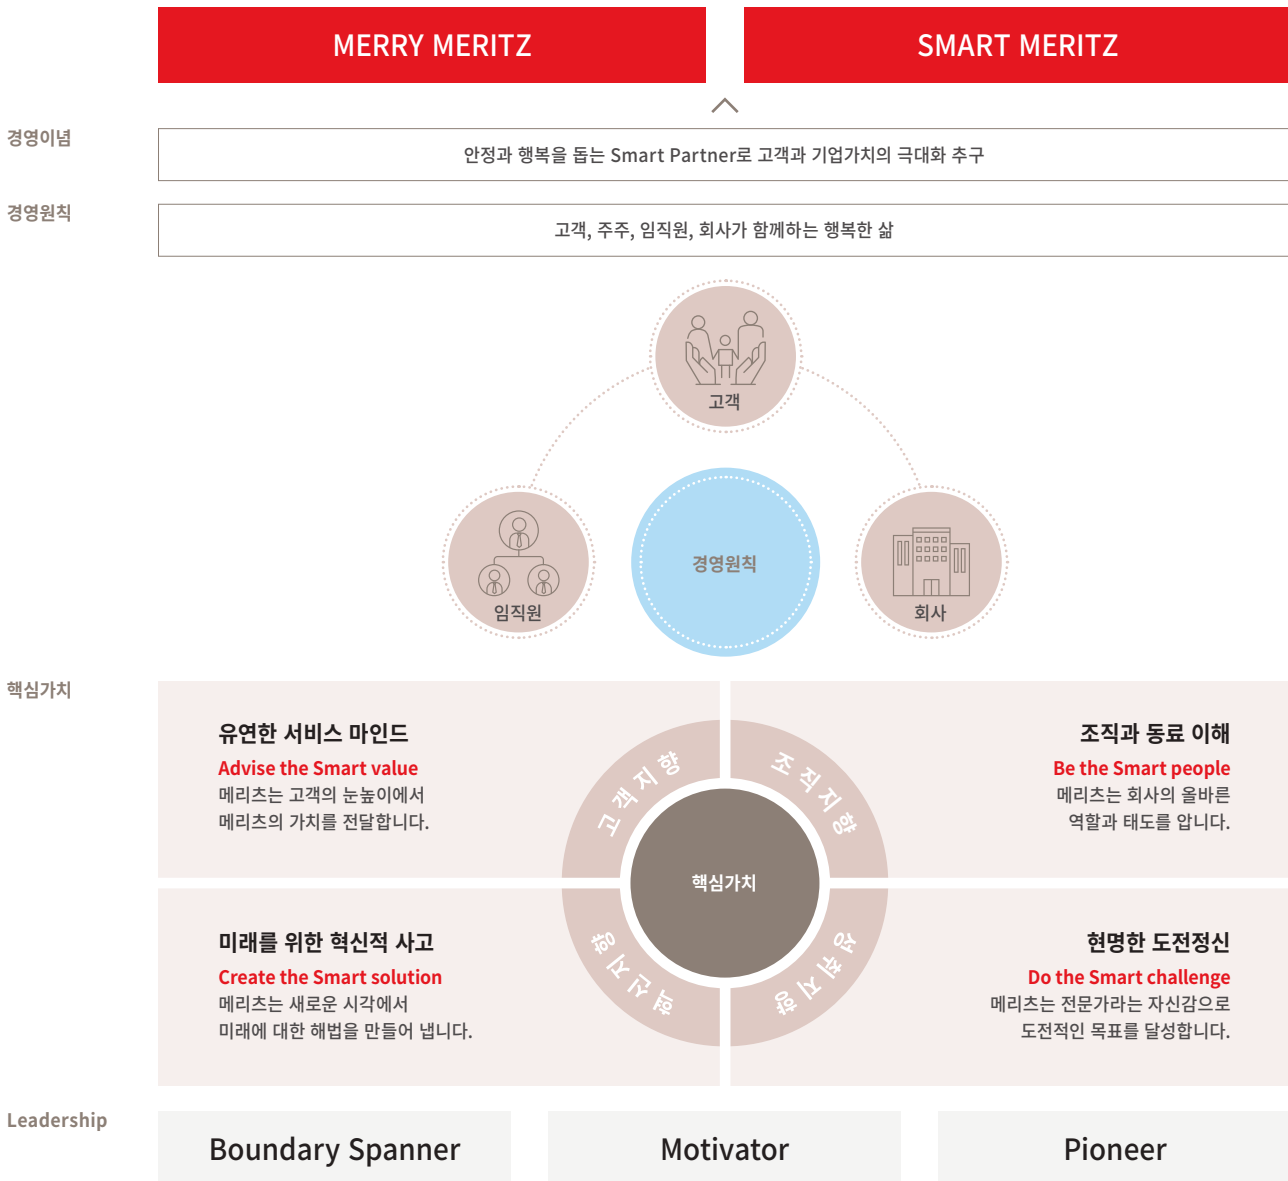 MERRY MERITZ
SMART MERITZ
경영이념
안정과 행복을 돕는 Smart Partner로 고객과 기업가치의 극대화 추구
경영원칙
고객, 주주, 임직원, 회사가 함께하는 행복한 삶
고객
임직원
경영원칙
회사
핵심가치
유연한 서비스 마인드
Advise the Smart value
메리츠는 고객의 눈높이에서
메리츠의 가치를 전달합니다.
고객지향
조직지향
조직과 동료 이해
Be the Smart people
메리츠는 회사의 올바른
역할과 태도를 압니다.
핵심가치
미래를 위한 혁신적 사고
Create the Smart solution
메리츠는 새로운 시각에서
미래에 대한 해법을 만들어 냅니다.
혁신지향
성취지향
현명한 도전정신
Do the Smart challenge
메리츠는 전문가라는 자신감으로
도전적인 목표를 달성합니다.
Leadership
Boundary Spanner
Motivator
Pioneer